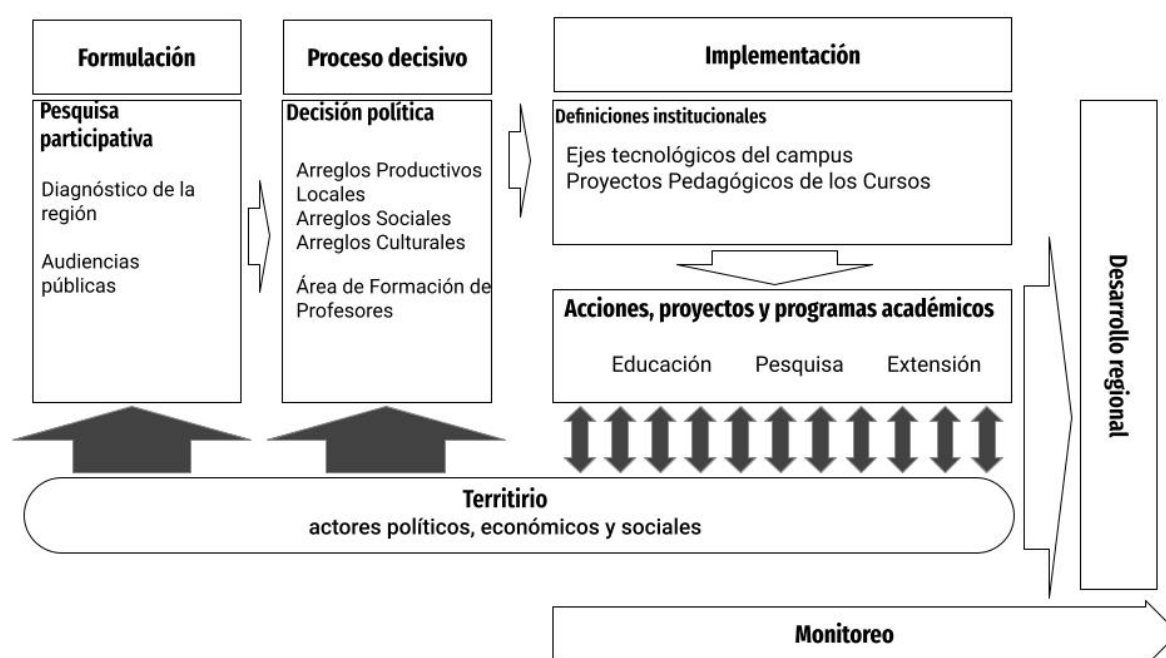 Formulación
Proceso decisivo
Implementación
Pesquisa
participativa
Diagnóstico de la
región
Audiencias
públicas
Decisión política
Arreglos Productivos
Locales
Arreglos Sociales
Arreglos Culturales
Área de Formación de
Profesores
Definiciones institucionales
Ejes tecnológicos del campus
Proyectos Pedagógicos de los Cursos
Acciones, proyectos y programas académicos
Educación Pesquisa Extensión
Desarrollo regional
Territirio
actores políticos, económicos y sociales
Monitoreo